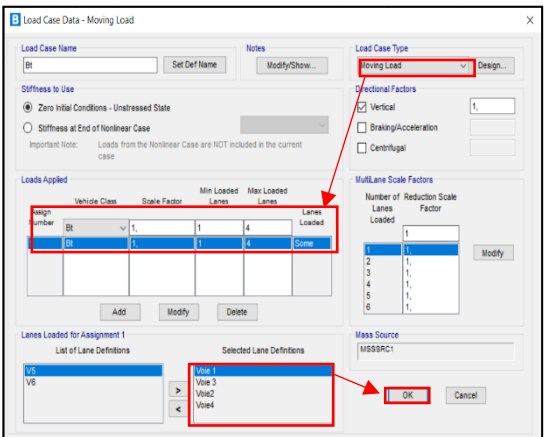 B Load Case Data - Moving Load X
Load Case Name
Bt
Set Def Name
Notes
Modify/Show...
Load Case Type
Moving Load
Design...
Stiffness to Use
Zero Initial Conditions - Unstressed State
Stiffness at End of Nonlinear Case
Important Note: Loads from the Nonlinear Case are NOT included in the current
case
Directional Factors
Vertical 1,
Braking/Acceleration
Centrifugal
Loads Applied
Min Loaded Max Loaded
Vehicle Class Scale Factor Lanes Lanes
Assign Lanes
Number Loaded
Bt 1, 1 4
Bt 1, 1 4 Some
Add Modify Delete
MultiLane Scale Factors
Number of Reduction Scale
Lanes Factor
Loaded
1
1 1,
2 1,
3 1,
4 1,
5 1,
6 1,
Modify
Lanes Loaded for Assignment 1
List of Lane Definitions
V5
V6
>
<
Selected Lane Definitions
Voie 1
Voie 3
Voie2
Voie4
Mass Source
MSSSRC1
OK Cancel